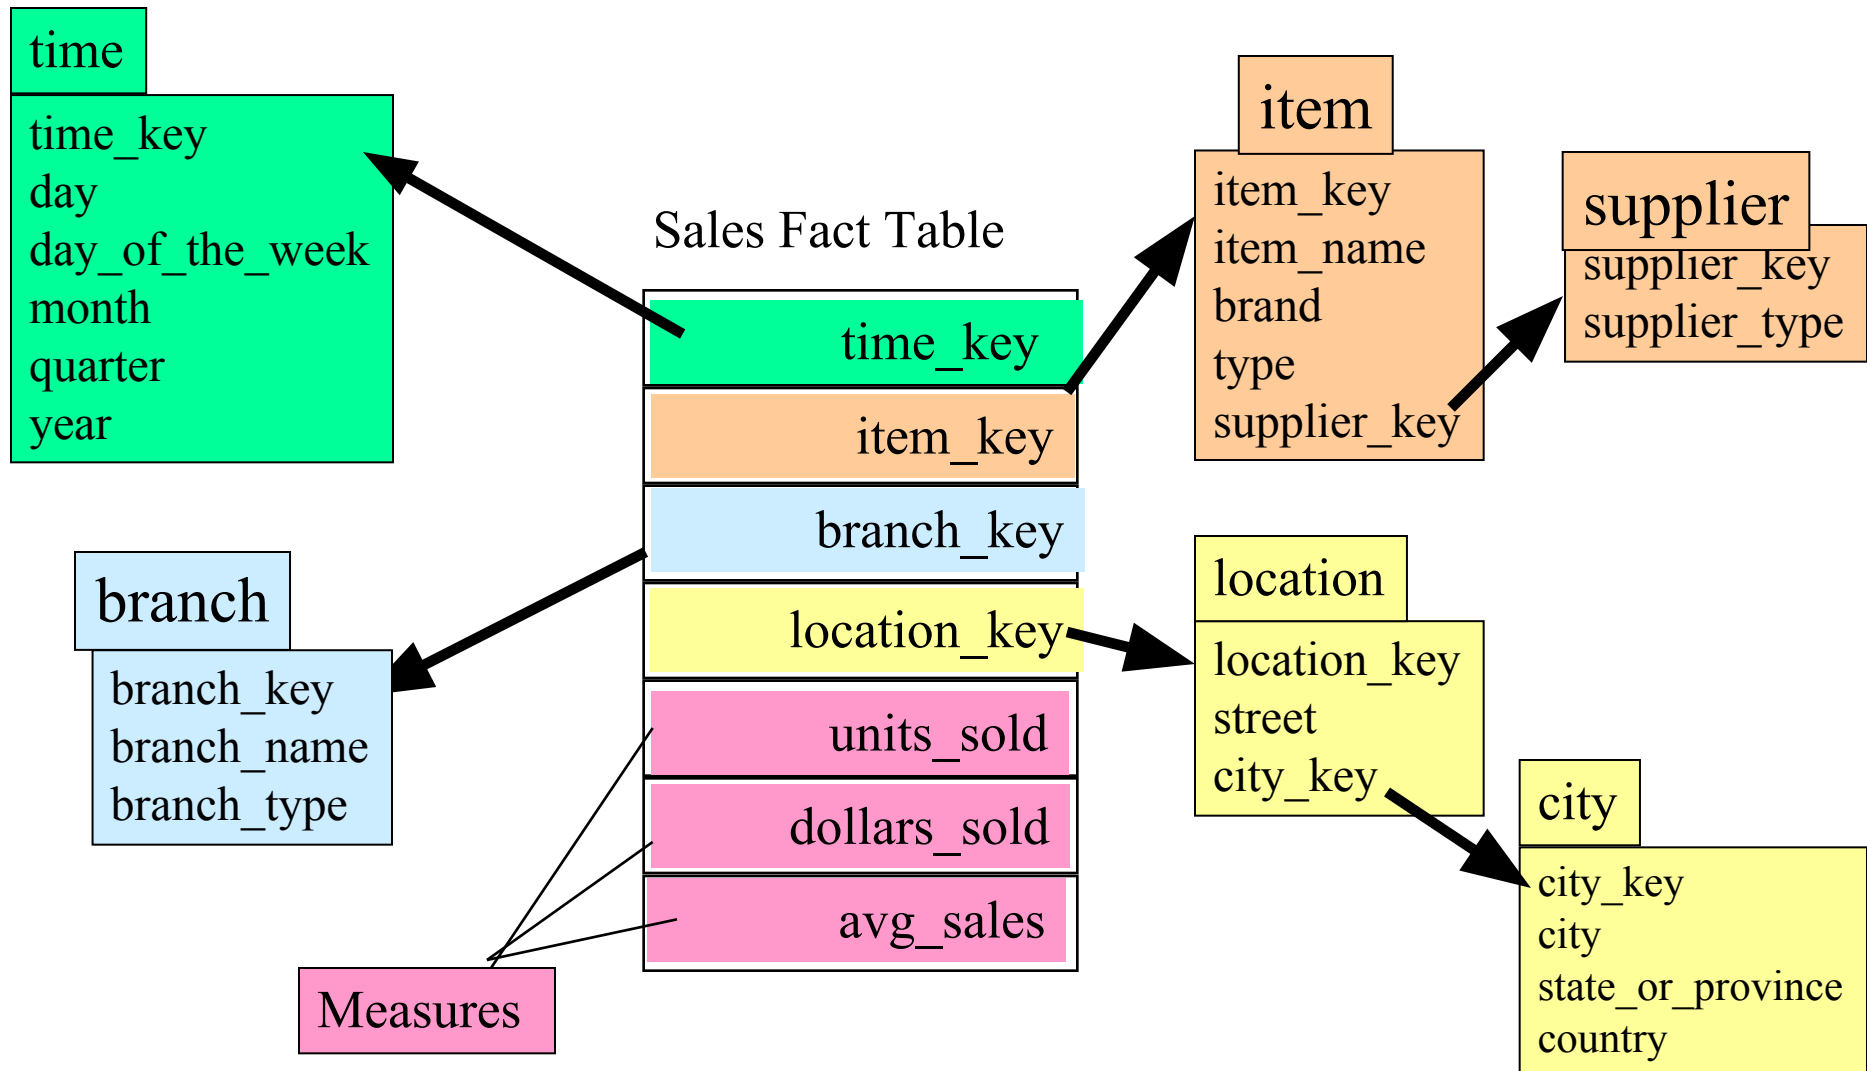 time
time_key
day
day_of_the_week
month
quarter
year
branch
branch_key
branch_name
branch_type
Sales Fact Table
time_key
item_key
branch_key
location_key
units_sold
dollars_sold
avg_sales
Measures
item
item_key
item_name
brand
type
supplier_key
supplier
supplier_key
supplier_type
location
location_key
street
city_key
city
city_key
city
state_or_province
country